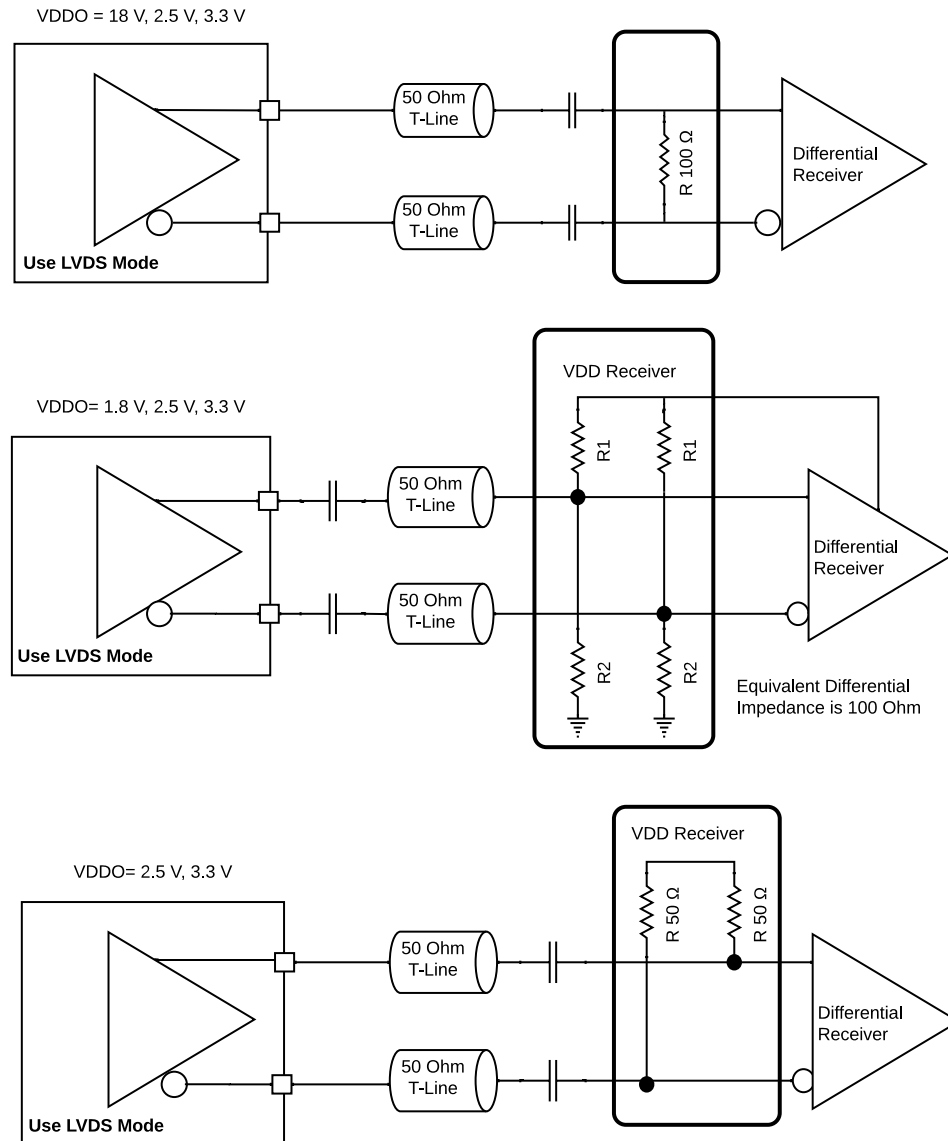 VDDO = 18 V, 2.5 V, 3.3 V
50 Ohm
T-Line
R 100 Ω
Differential
Receiver
50 Ohm
T-Line
Use LVDS Mode
VDD Receiver
VDDO= 1.8 V, 2.5 V, 3.3 V
R1
R1
50 Ohm
T-Line
Differential
Receiver
50 Ohm
T-Line
Use LVDS Mode
R2
R2
Equivalent Differential
Impedance is 100 Ohm
VDD Receiver
VDDO= 2.5 V, 3.3 V
R 50 Ω
R 50 Ω
50 Ohm
T-Line
Differential
Receiver
50 Ohm
T-Line
Use LVDS Mode